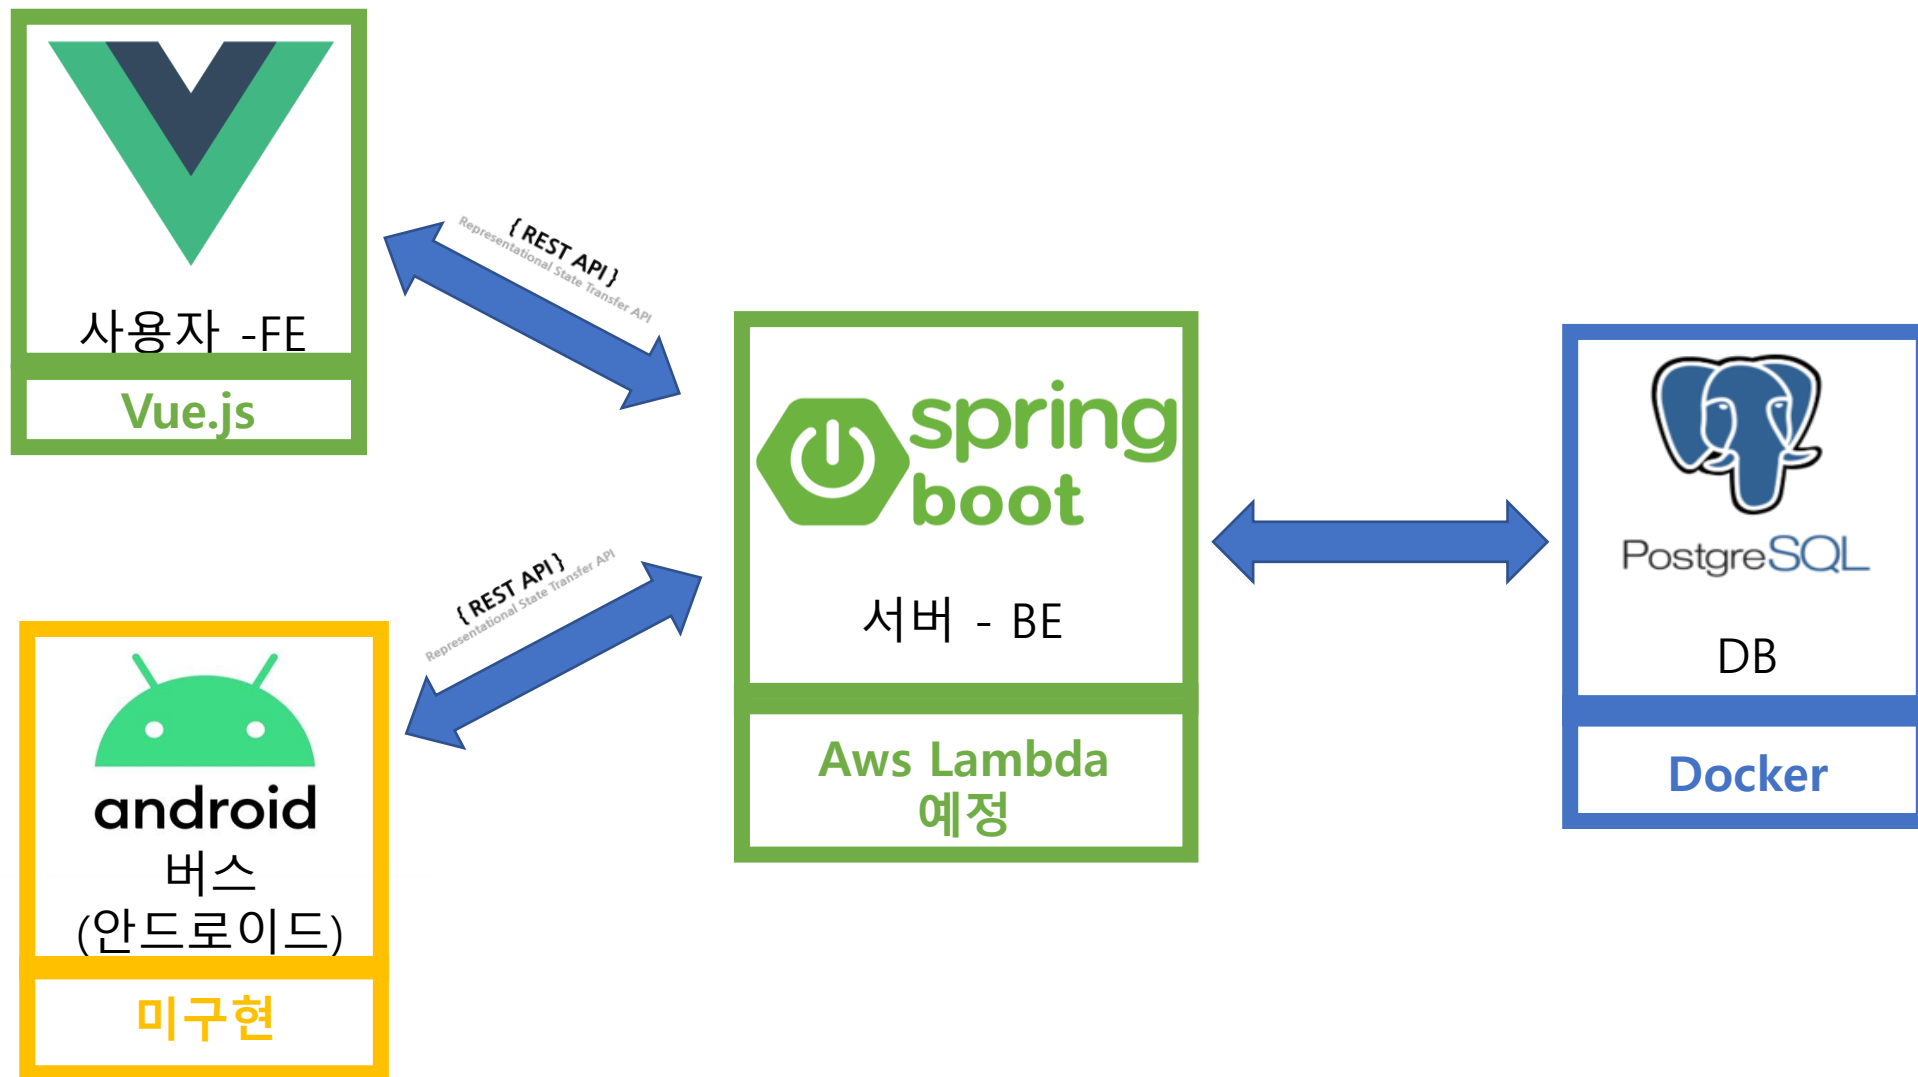 사용자 -FE
Vue.js
{ REST API }
Representational State Transfer API
spring
boot
서버 - BE
Aws Lambda
예정
PostgreSQL
DB
Docker
{ REST API }
Representational State Transfer API
android
버스
(안드로이드)
미구현